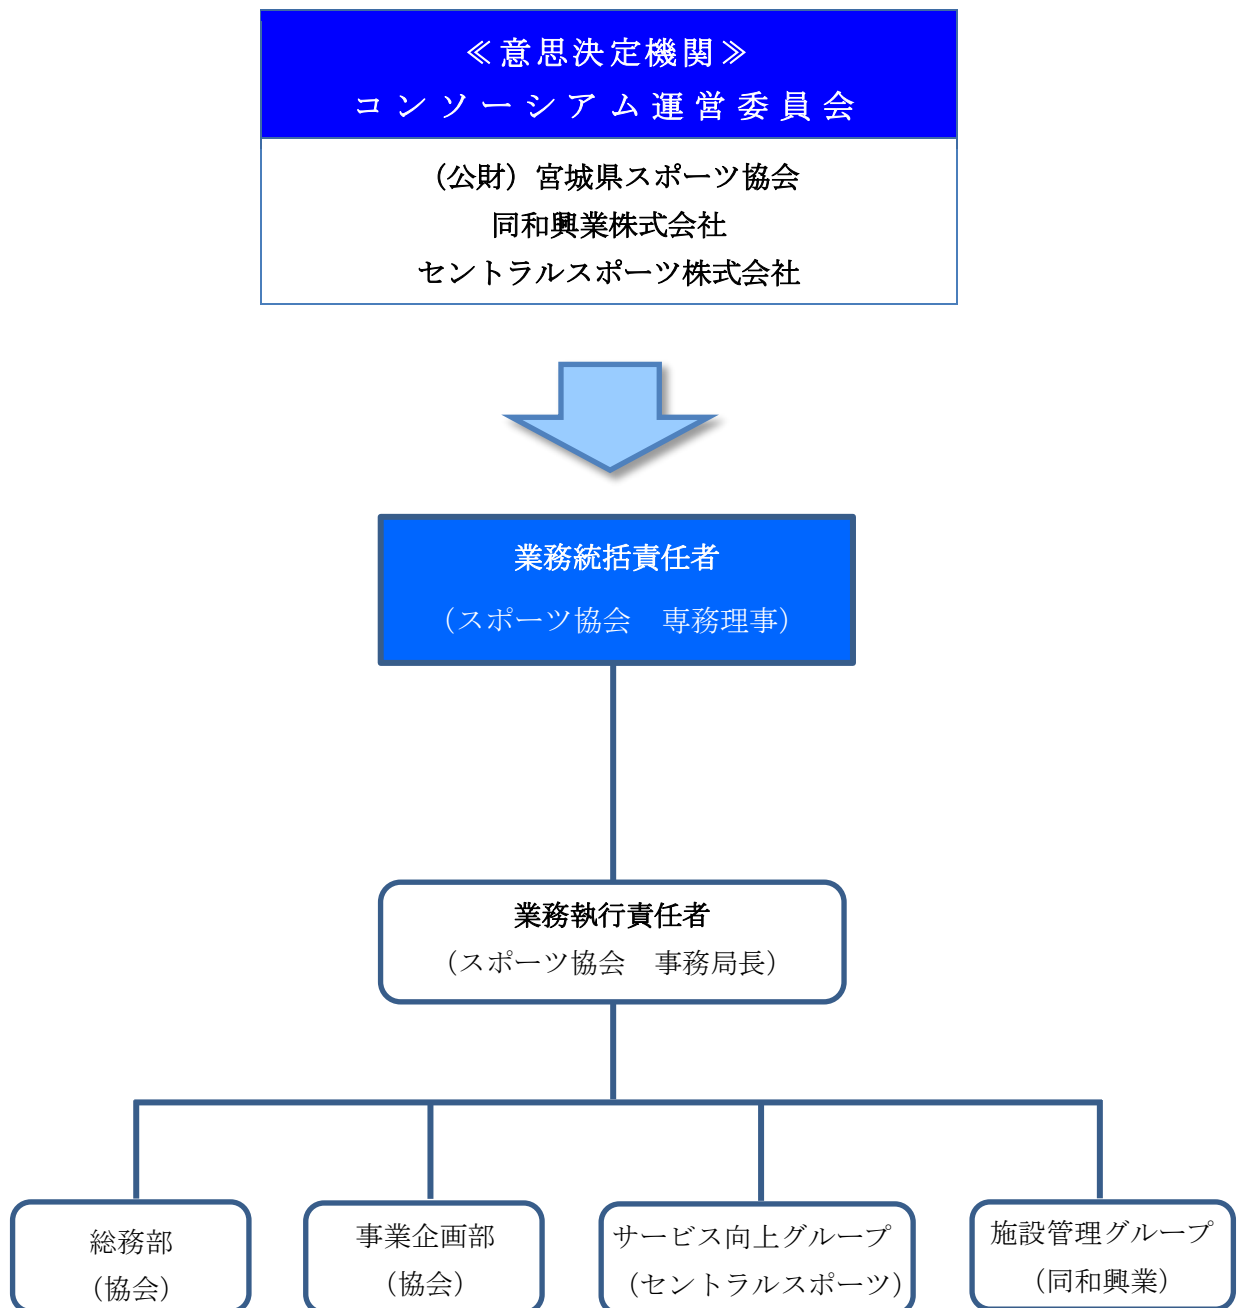 ≪意思決定機関≫
コンソーシアム運営委員会
（公財）宮城県スポーツ協会
同和興業株式会社
セントラルスポーツ株式会社
業務統括責任者
（スポーツ協会　専務理事）
業務執行責任者
（スポーツ協会　事務局長）
総務部
（協会）
事業企画部
（協会）
サービス向上グループ
（セントラルスポーツ）
施設管理グループ
（同和興業）